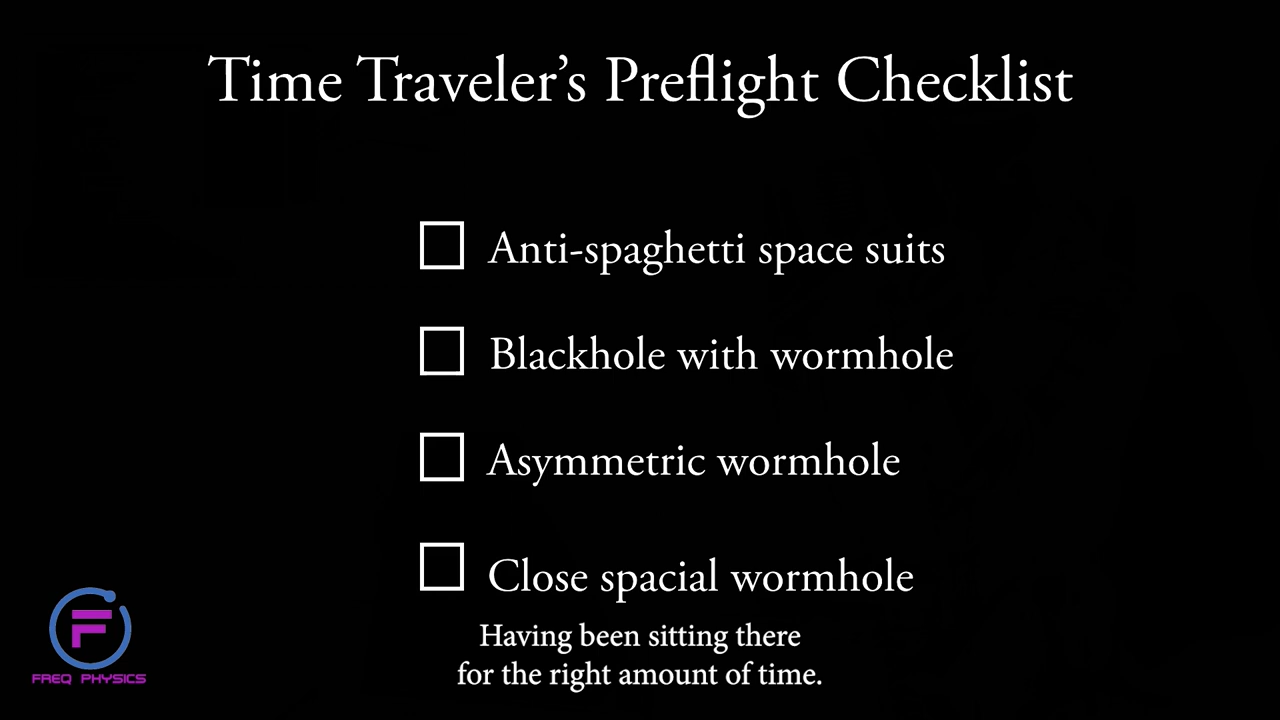 Time Traveler's Preflight Checklist
Anti-spaghetti space suits
Blackhole with wormhole
Asymmetric wormhole
Close spacial wormhole
Having been sitting there
for the right amount of time.
F
FREQ PHYSICS